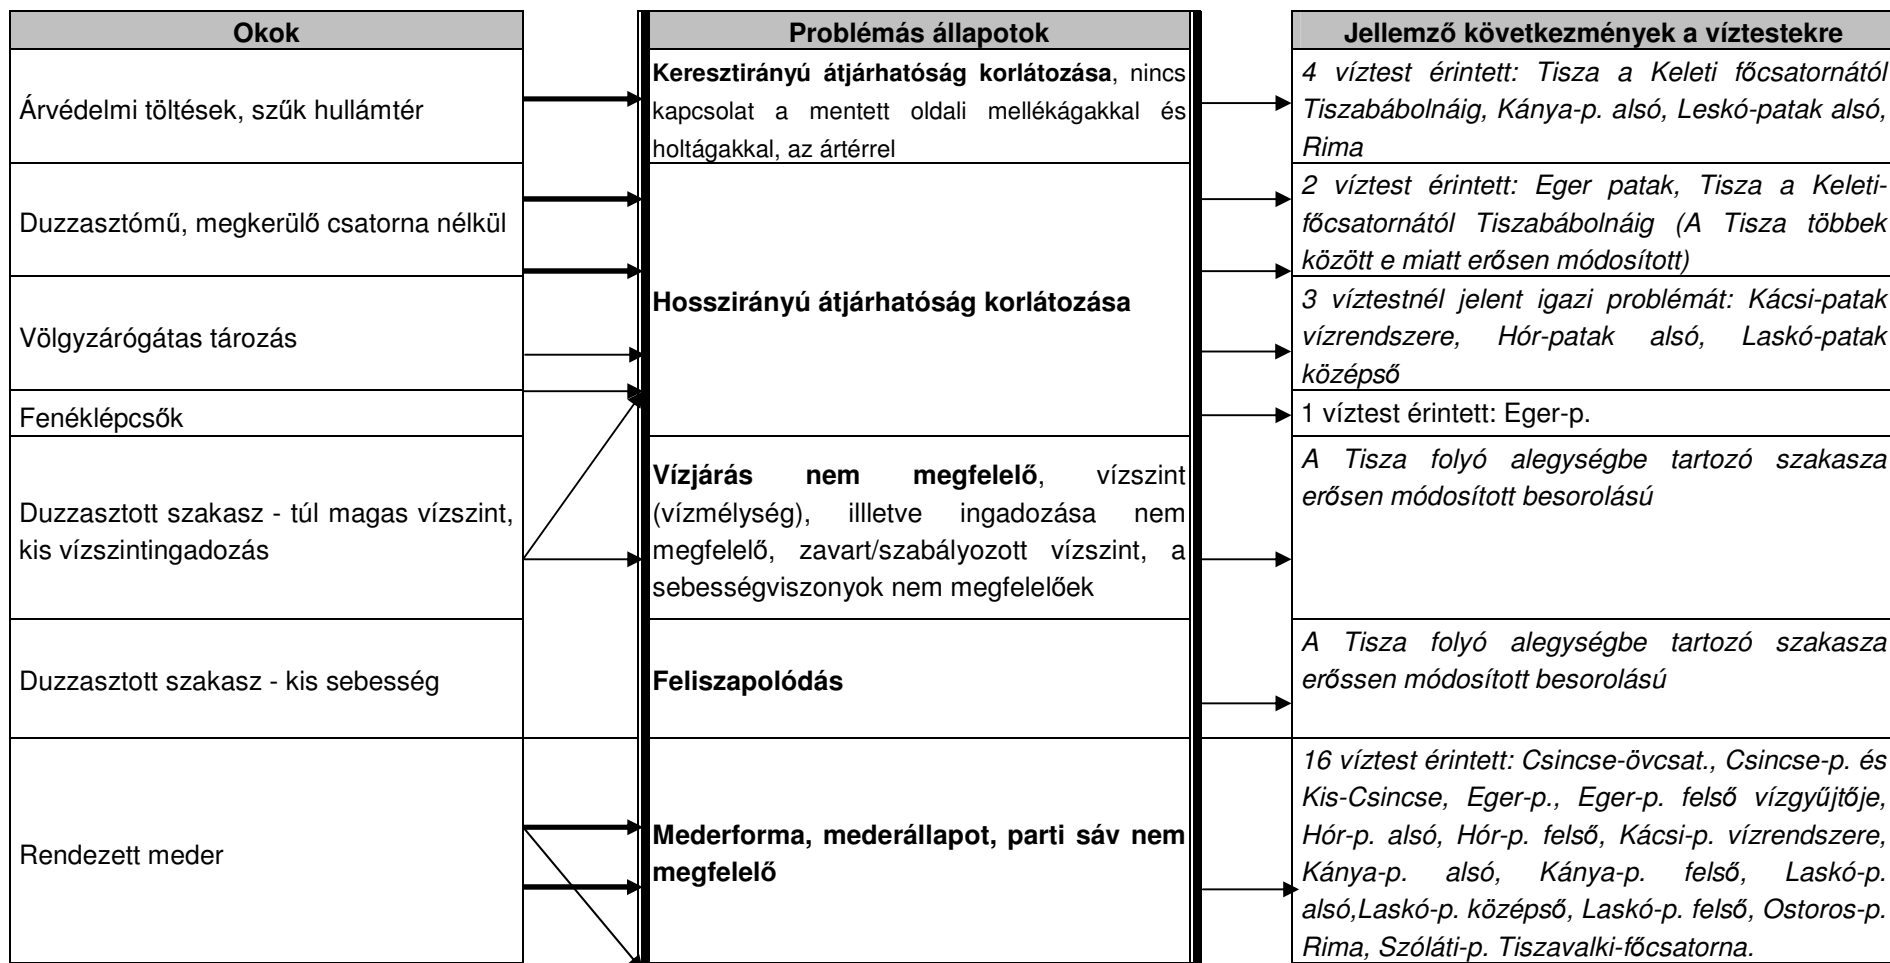 Okok
Problémás állapotok
Jellemző következmények a víztestekre
Árvédelmi töltések, szűk hullámtér
Keresztirányú átjárhatóság korlátozása, nincs
kapcsolat a mentett oldali mellékágakkal és
holtágakkal, az ártérrel
4 víztest érintett: Tisza a Keleti főcsatornától
Tiszabábolnáig, Kánya-p. alsó, Leskó-patak alsó,
Rima
Duzzasztómű, megkerülő csatorna nélkül
Hosszirányú átjárhatóság korlátozása
2 víztest érintett: Eger patak, Tisza a Keleti-
főcsatornától Tiszabábolnáig (A Tisza többek
között e miatt erősen módosított)
Völgyzárógátas tározás
3 víztestnél jelent igazi problémát: Kácsi-patak
vízrendszere, Hór-patak alsó, Laskó-patak
középső
Fenéklépcsők
1 víztest érintett: Eger-p.
Duzzasztott szakasz - túl magas vízszint,
kis vízszintingadozás
Vízjárás nem megfelelő, vízszint
(vízmélység), illletve ingadozása nem
megfelelő, zavart/szabályozott vízszint, a
sebességviszonyok nem megfelelőek
A Tisza folyó alegységbe tartozó szakasza
erősen módosított besorolású
Duzzasztott szakasz - kis sebesség
Feliszapolódás
A Tisza folyó alegységbe tartozó szakasza
erőssen módosított besorolású
Rendezett meder
Mederforma, mederállapot, parti sáv nem
megfelelő
16 víztest érintett: Csincse-övcsat., Csincse-p. és
Kis-Csincse, Eger-p., Eger-p. felső vízgyűjtője,
Hór-p. alsó, Hór-p. felső, Kácsi-p. vízrendszere,
Kánya-p. alsó, Kánya-p. felső, Laskó-p.
alsó,Laskó-p. középső, Laskó-p. felső, Ostoros-p.
Rima, Szóláti-p. Tiszavalki-főcsatorna.